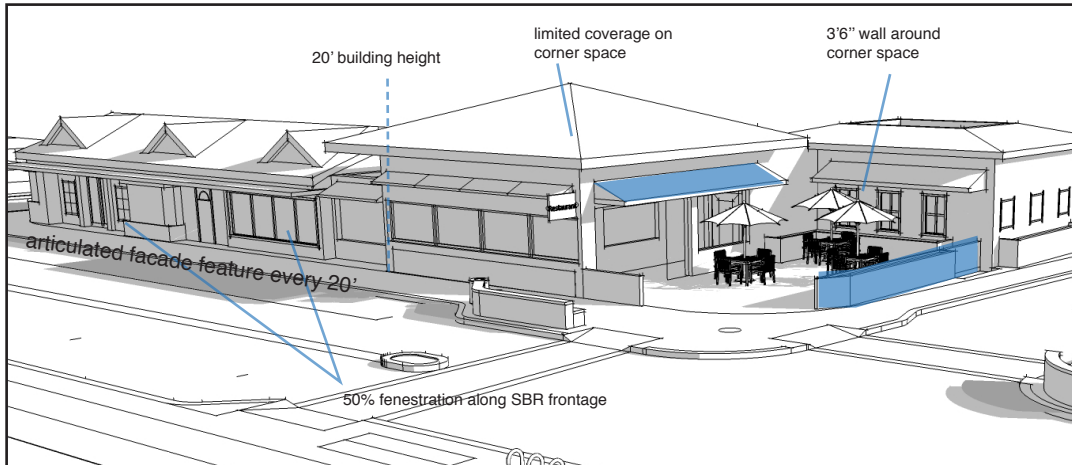 limited coverage on
corner space
3'6" wall around
corner space
20' building height
Restaurant
articulated facade feature every 20'
50% fenestration along SBR frontage